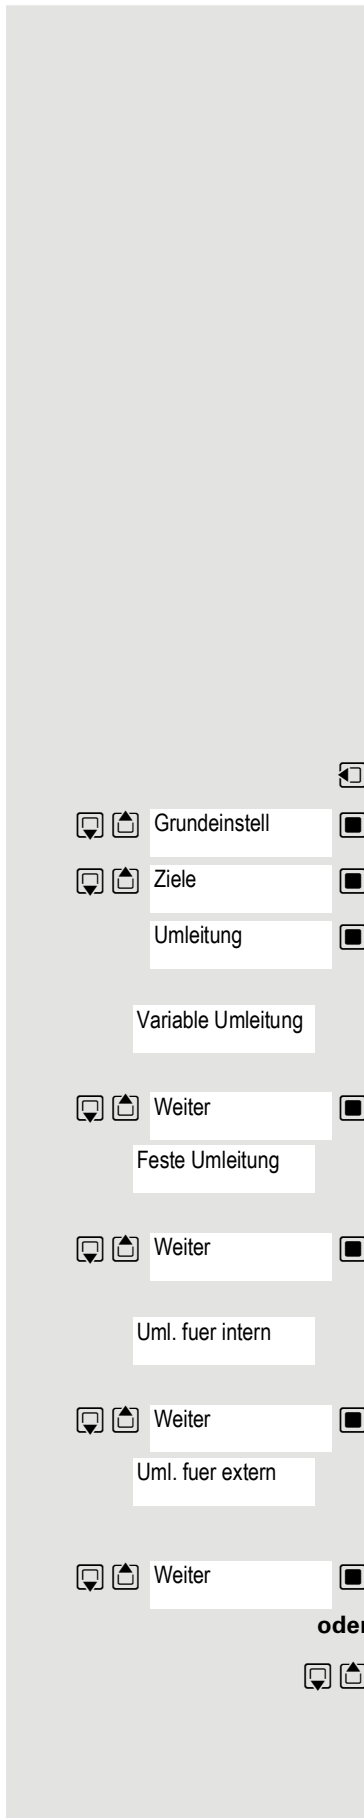 Grundeinstell
Ziele
Umleitung
Variable Umleitung
Weiter
Feste Umleitung
Weiter
Uml. fuer intern
Weiter
Uml. fuer extern
Weiter
oder